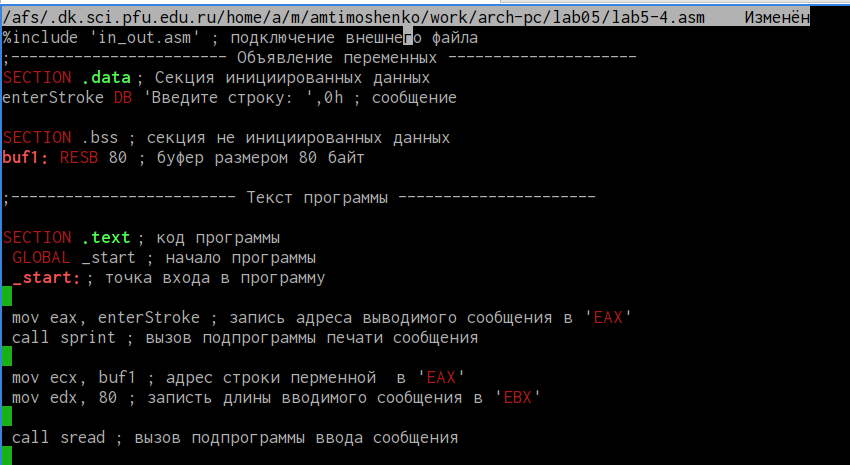 /afs/.dk.sci.pfu.edu.ru/home/a/m/amtimoshenko/work/arch-pc/lab05/lab5-4.asm    Изменён
%include 'in_out.asm' ; подключение внешнего файла
;------------------------ Объявление переменных ---------------------
SECTION .data ; Секция инициированных данных
enterStroke DB 'Введите строку: ',0h ; сообщение
SECTION .bss ; секция не инициированных данных
buf1: RESB 80 ; буфер размером 80 байт
;------------------------- Текст программы ----------------------
SECTION .text ; код программы
 GLOBAL _start ; начало программы
 _start: ; точка входа в программу
 mov eax, enterStroke ; запись адреса выводимого сообщения в 'EAX'
 call sprint ; вызов подпрограммы печати сообщения
 mov ecx, buf1 ; адрес строки перменной  в 'EAX'
 mov edx, 80 ; записть длины вводимого сообщения в 'EBX'
 call sread ; вызов подпрограммы ввода сообщения